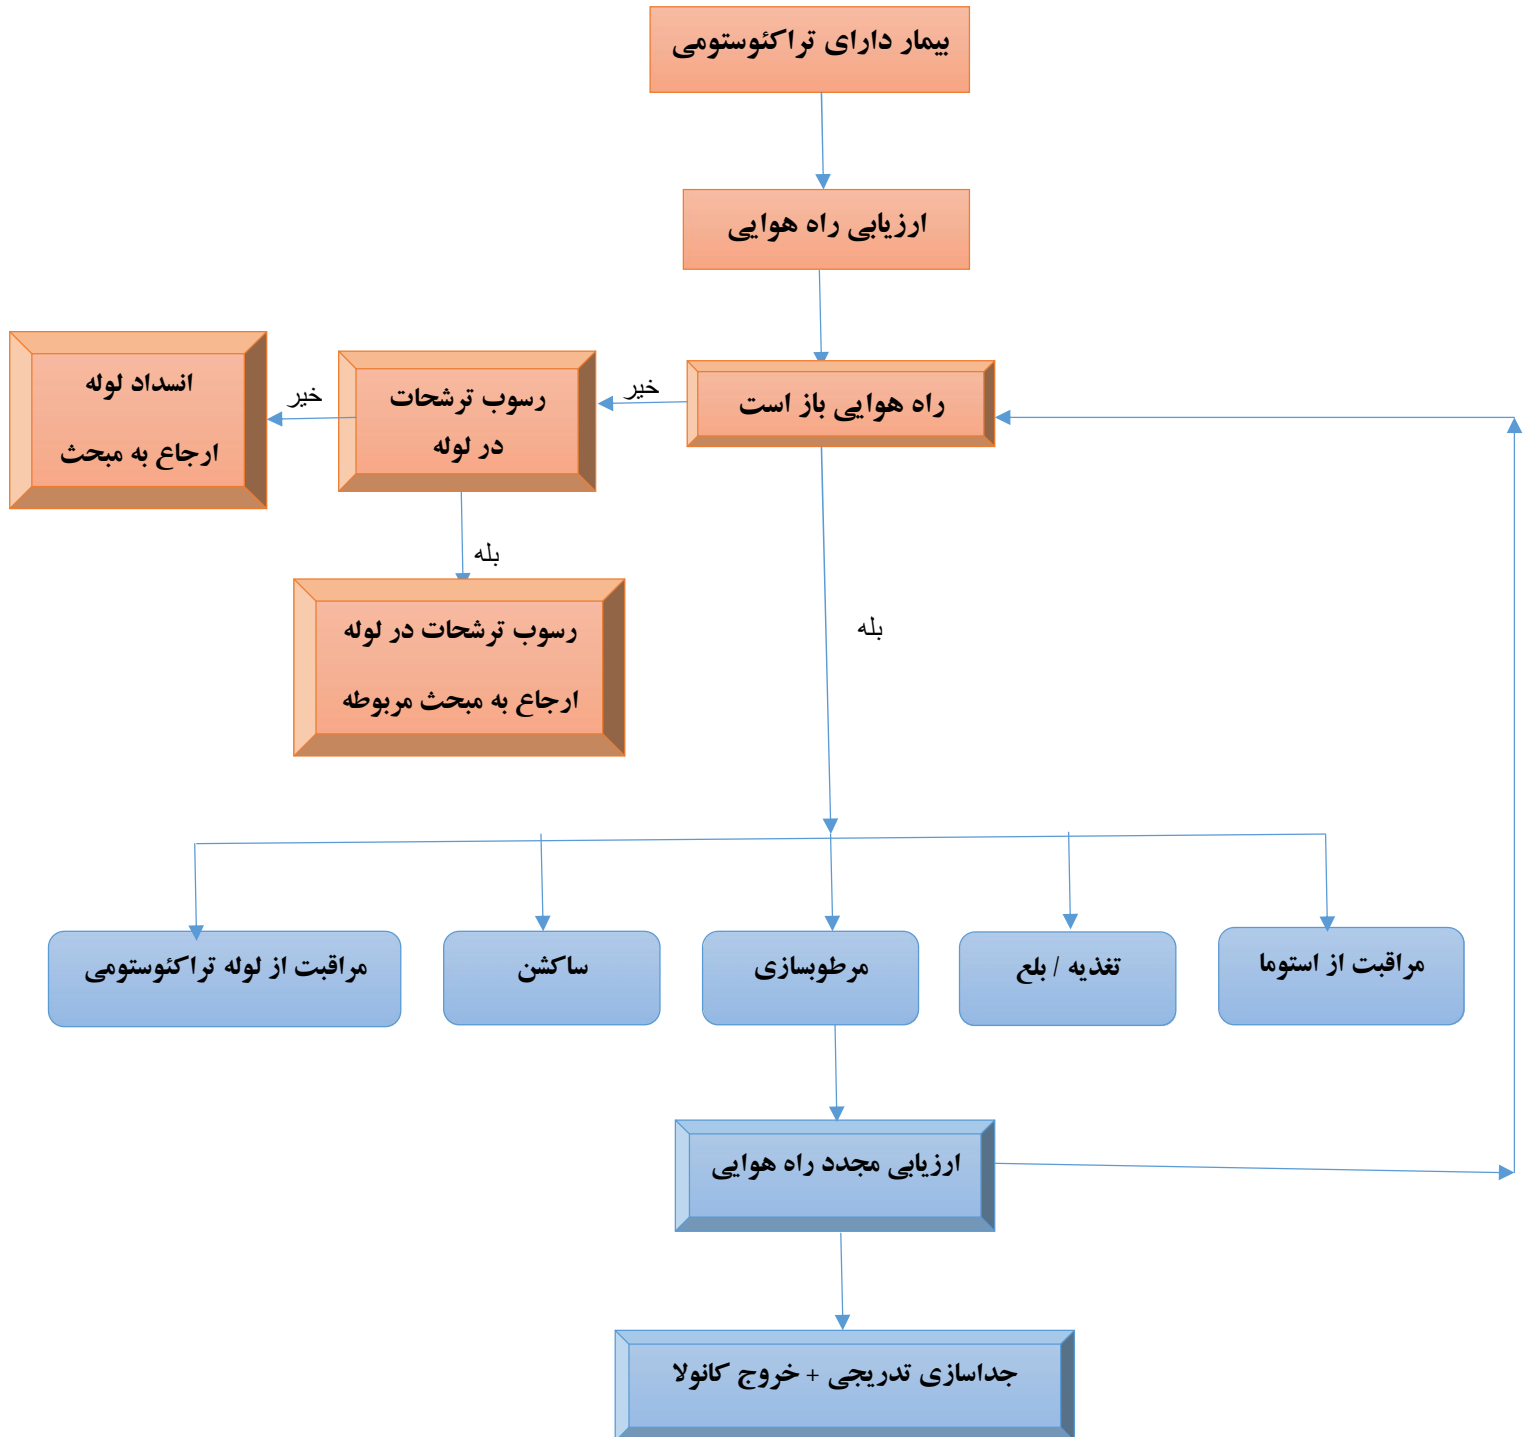 بیمار دارای تراکئوستومی
ارزیابی راه هوایی
راه هوایی باز است
خیر
رسوب ترشحات
در لوله
خیر
انسداد لوله
ارجاع به مبحث
بله
رسوب ترشحات در لوله
ارجاع به مبحث مربوطه
بله
مراقبت از استوما
تغذیه / بلع
مرطوبسازی
ساکشن
مراقبت از لوله تراکئوستومی
ارزیابی مجدد راه هوایی
جداسازی تدریجی + خروج کانولا